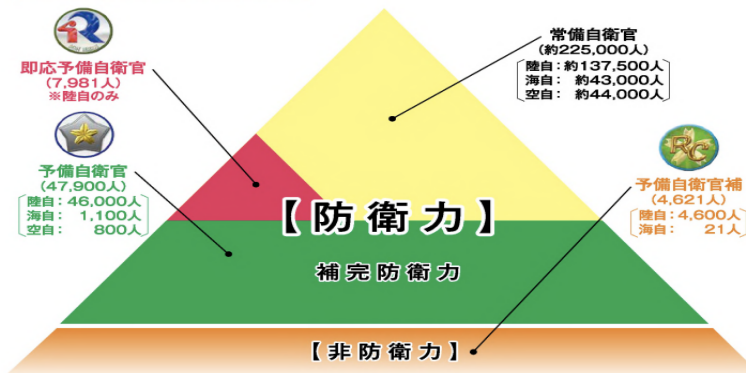 即応予備自衛官
(7,981人)
※陸自のみ
予備自衛官
(47,900人)
陸自: 46,000人
海自: 1,100人
空自: 800人
常備自衛官
(約225,000人)
陸自:約137,500人
海自: 約43,000人
空自: 約44,000人
RC
予備自衛官補
(4,621人)
陸自:4,600人
海自: 21人
【防衛力】
補完防衛力
【非防衛力】